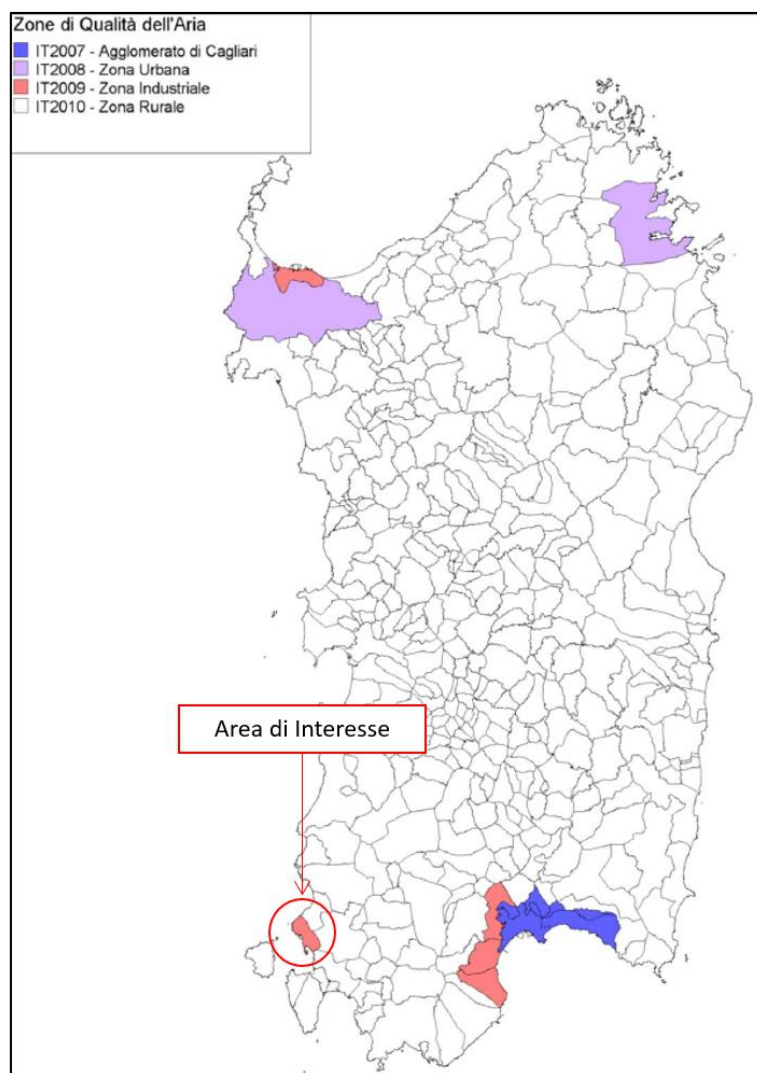 Zone di Qualità dell'Aria
IT2007 - Agglomerato di Cagliari
IT2008 - Zona Urbana
IT2009 - Zona Industriale
IT2010 - Zona Rurale
Area di Interesse